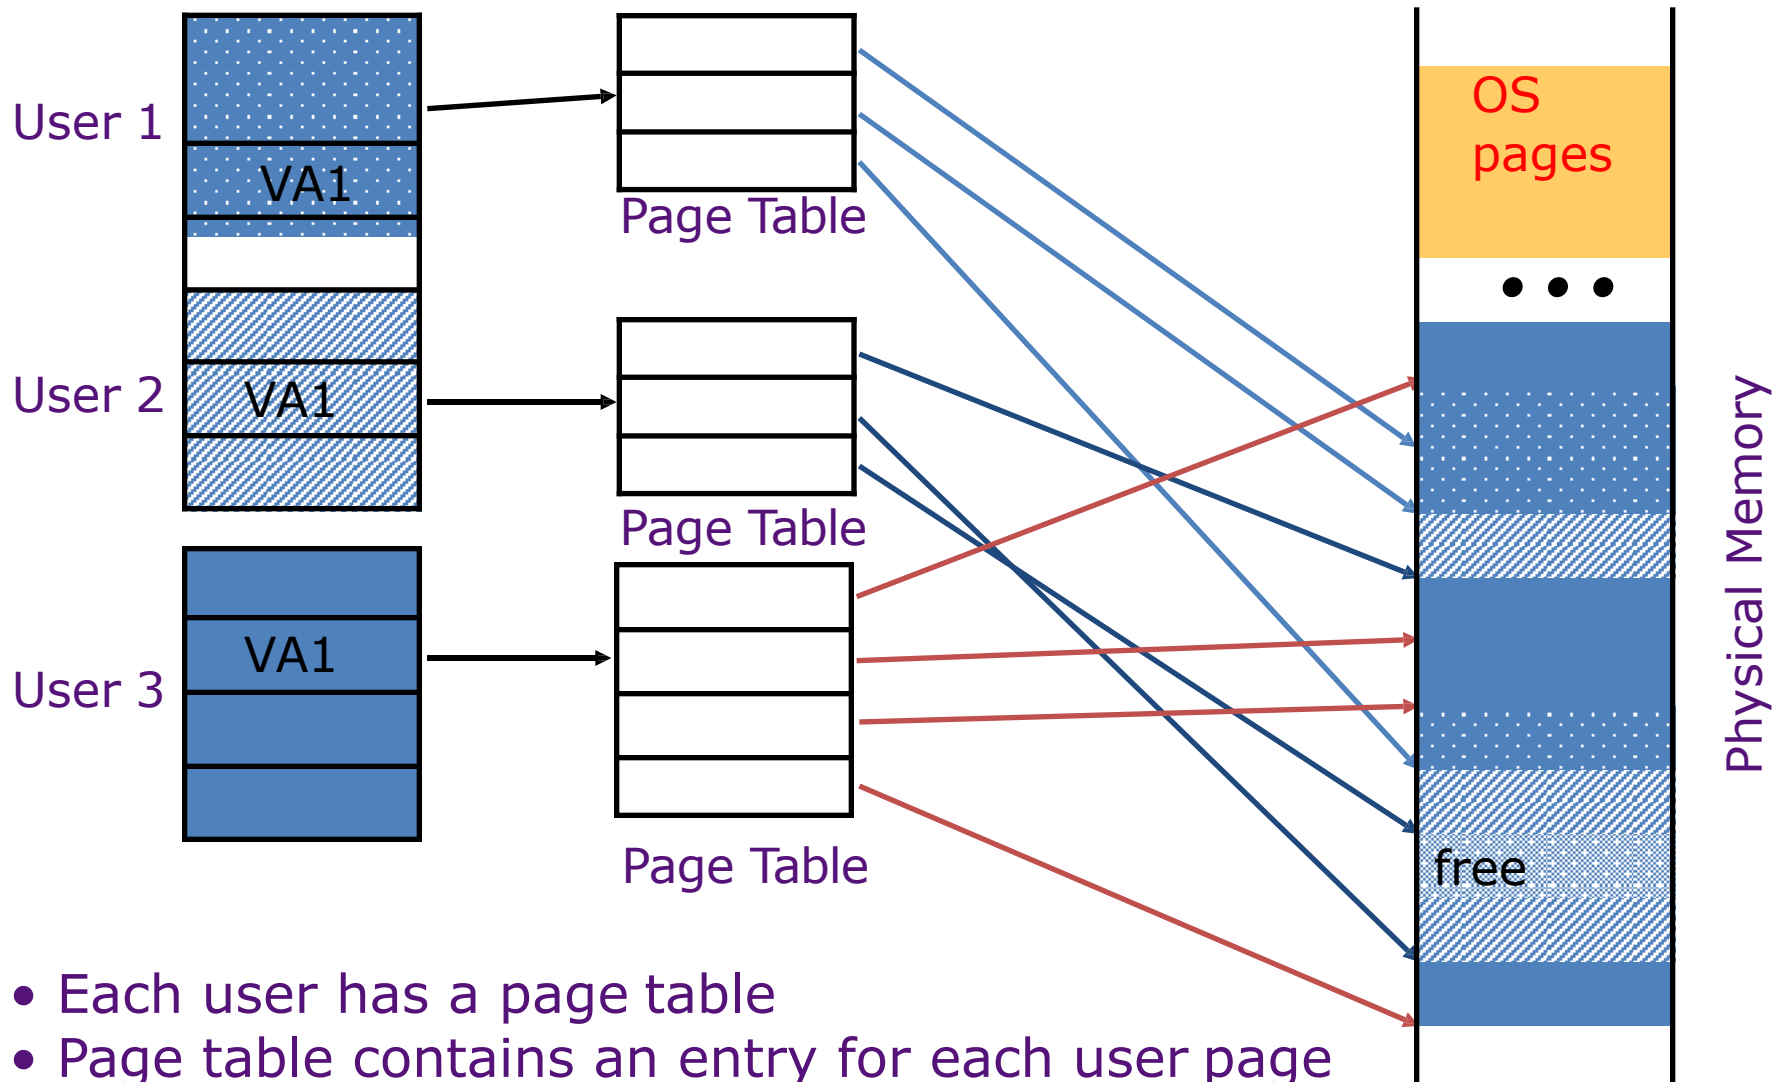 User 1
VA1
Page Table
OS
pages
User 2
VA1
Page Table
User 3
VA1
Page Table
free
Physical Memory
• Each user has a page table
• Page table contains an entry for each user page